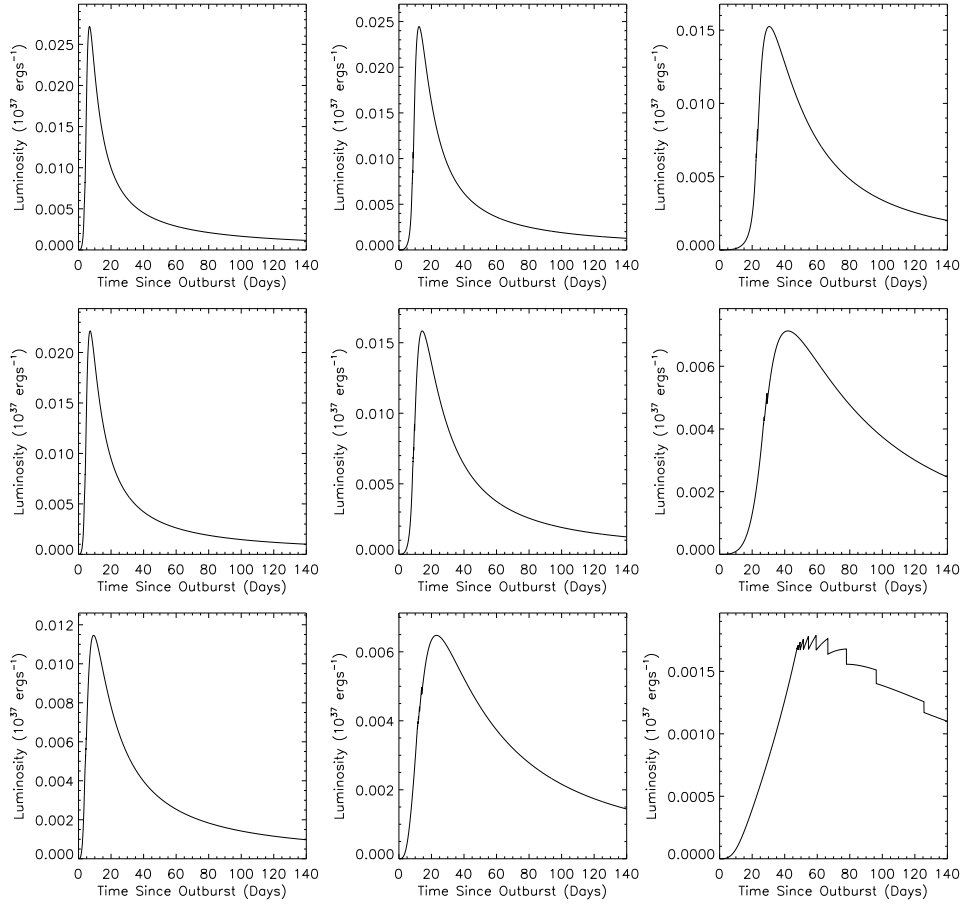 Luminosity (10^37 ergs^-1)
0.025
0.020
0.015
0.010
0.005
0.000
0 20 40 60 80 100 120 140
Time Since Outburst (Days)
Luminosity (10^37 ergs^-1)
0.025
0.020
0.015
0.010
0.005
0.000
0 20 40 60 80 100 120 140
Time Since Outburst (Days)
Luminosity (10^37 ergs^-1)
0.015
0.010
0.005
0.000
0 20 40 60 80 100 120 140
Time Since Outburst (Days)
Luminosity (10^37 ergs^-1)
0.020
0.015
0.010
0.005
0.000
0 20 40 60 80 100 120 140
Time Since Outburst (Days)
Luminosity (10^37 ergs^-1)
0.015
0.010
0.005
0.000
0 20 40 60 80 100 120 140
Time Since Outburst (Days)
Luminosity (10^37 ergs^-1)
0.006
0.004
0.002
0.000
0 20 40 60 80 100 120 140
Time Since Outburst (Days)
Luminosity (10^37 ergs^-1)
0.012
0.010
0.008
0.006
0.004
0.002
0.000
0 20 40 60 80 100 120 140
Time Since Outburst (Days)
Luminosity (10^37 ergs^-1)
0.006
0.004
0.002
0.000
0 20 40 60 80 100 120 140
Time Since Outburst (Days)
Luminosity (10^37 ergs^-1)
0.0015
0.0010
0.0005
0.0000
0 20 40 60 80 100 120 140
Time Since Outburst (Days)